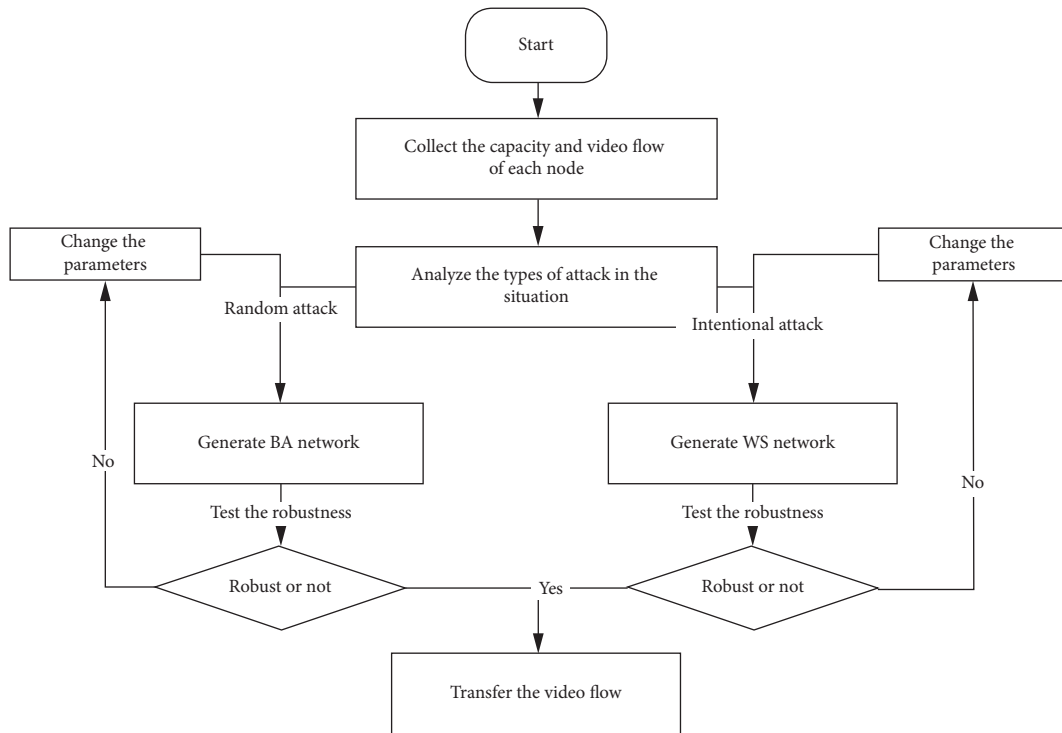 Start
Collect the capacity and video flow
of each node
Change the
parameters
Analyze the types of attack in the
situation
Change the
parameters
Random attack
Intentional attack
Generate BA network
Generate WS network
No
No
Test the robustness
Test the robustness
Robust or not
Yes
Robust or not
Transfer the video flow